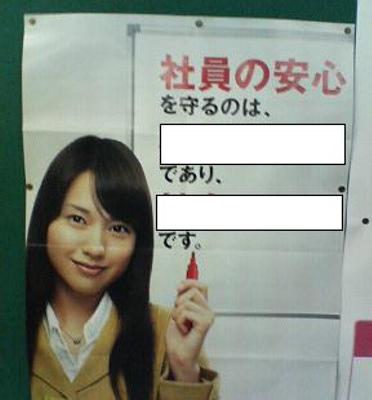 社員の安心
を守るのは、
であり、
です。